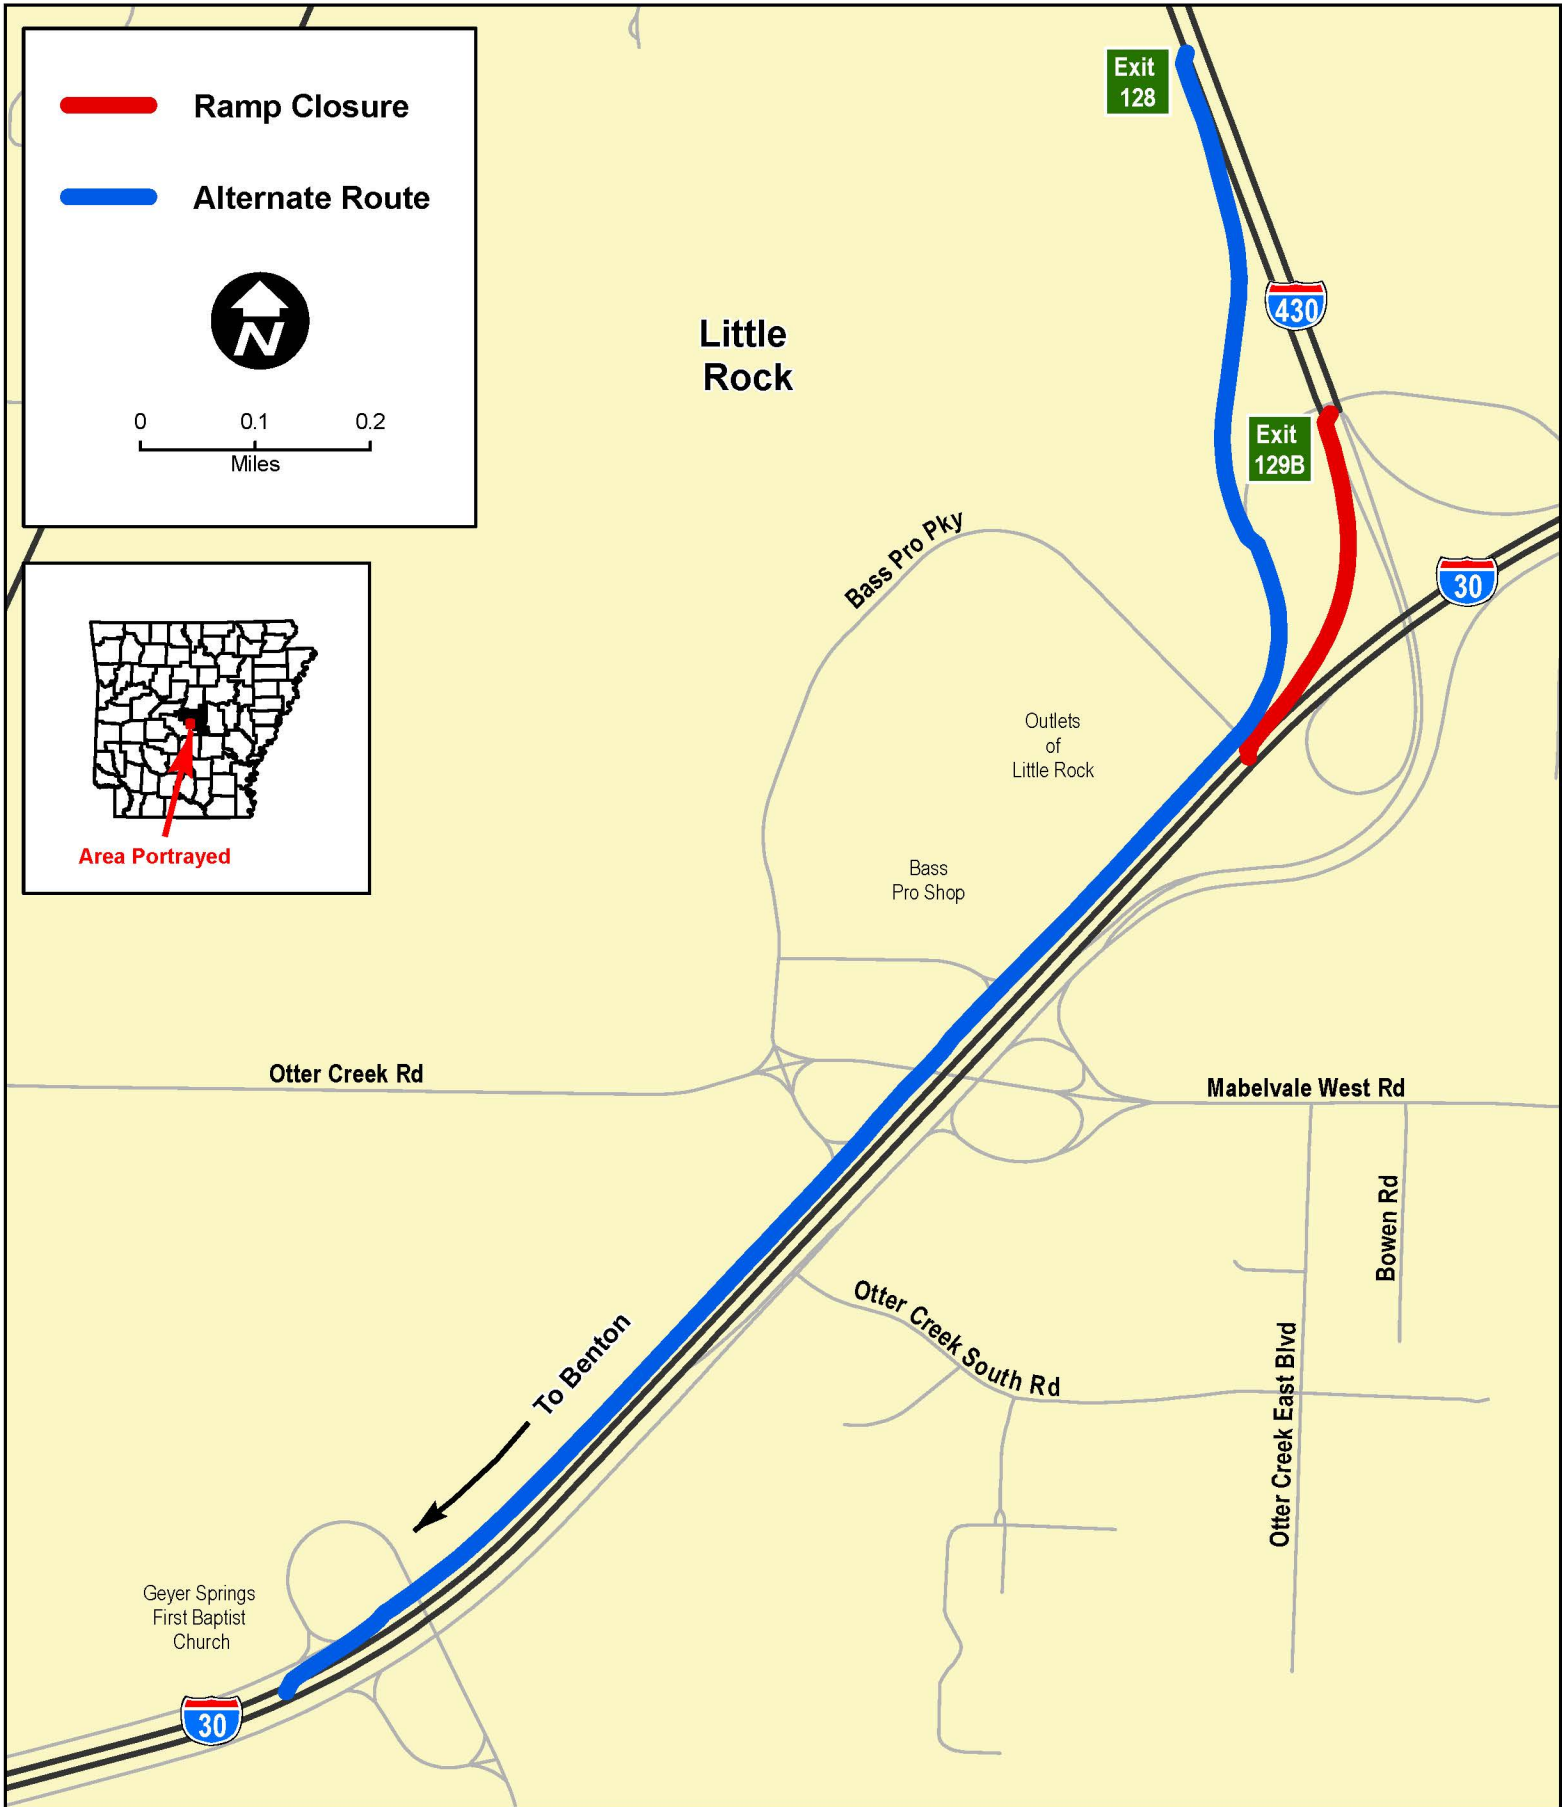 Ramp Closure
Alternate Route
N
0 0.1 0.2
Miles
Area Portrayed
Exit
128
430
Little
Rock
Exit
129B
30
Bass Pro Pky
Outlets
of
Little Rock
Bass
Pro Shop
Otter Creek Rd
Mabelvale West Rd
Bowen Rd
Otter Creek South Rd
Otter Creek East Blvd
To Benton
Geyer Springs
First Baptist
Church
30